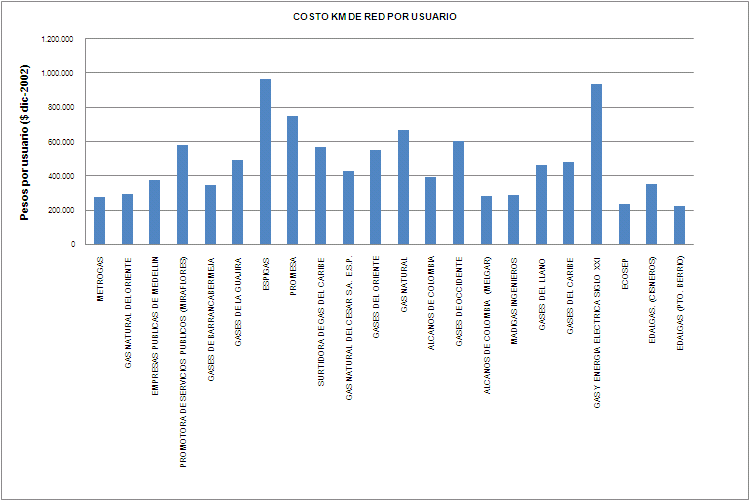 COSTO KM DE RED POR USUARIO
Pesos por usuario ($ dic-2002)
1.200.000
1.000.000
800.000
600.000
400.000
200.000
0
METROGAS
GAS NATURAL DEL ORIENTE
EMPRESAS PUBLICAS DE MEDELLIN
PROMOTORA DE SERVICIOS PUBLICOS (MIRAFLORES)
GASES DE BARRANCABERMEJA
GASES DE LA GUAJIRA
ESPIGAS
PROMESA
SURTIDORA DE GAS DEL CARIBE
GAS NATURAL DEL CESAR S.A. E.S.P.
GASES DEL ORIENTE
GAS NATURAL
ALCANOS DE COLOMBIA
GASES DE OCCIDENTE
ALCANOS DE COLOMBIA (MELGAR)
MADIGAS INGENIEROS
GASES DEL LLANO
GASES DEL CARIBE
GAS Y ENERGIA ELECTRICA SIGLO XXI
ECOSEP
EDALGAS. (CISNEROS)
EDALGAS (PTO. BERRIO)